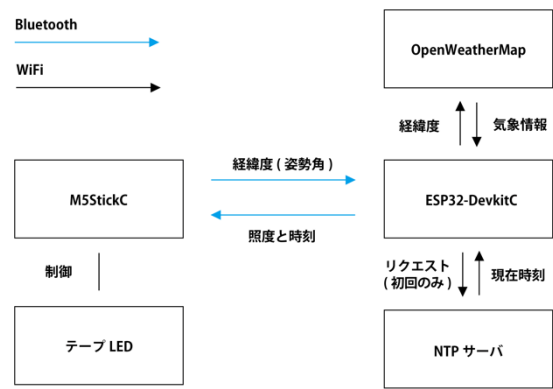 Bluetooth
WiFi
OpenWeatherMap
経緯度
気象情報
M5StickC
経緯度 ( 姿勢角 )
ESP32-DevkitC
照度と時刻
制御
リクエスト
( 初回のみ )
現在時刻
テープ LED
NTP サーバ